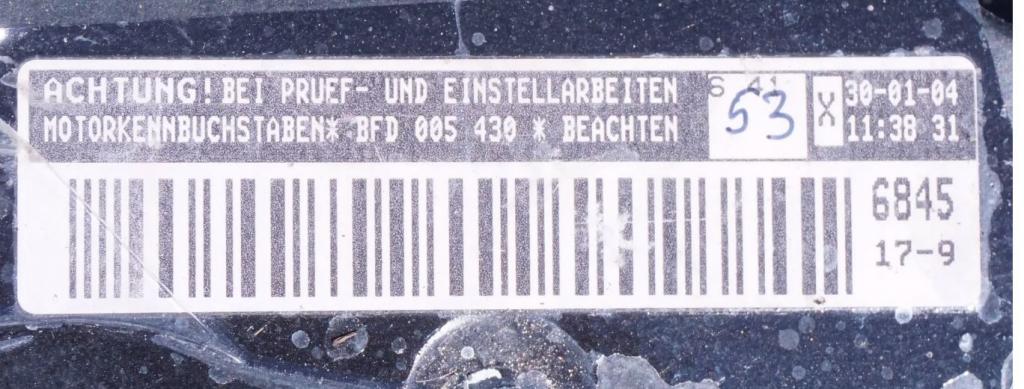 ACHTUNG! BEI PRUEF- UND EINSTELLARBEITEN
MOTORKENNBUCHSTABEN* BFD 005 430 * BEACHTEN
53
X
30-01-04
11:38 31
6845
17-9